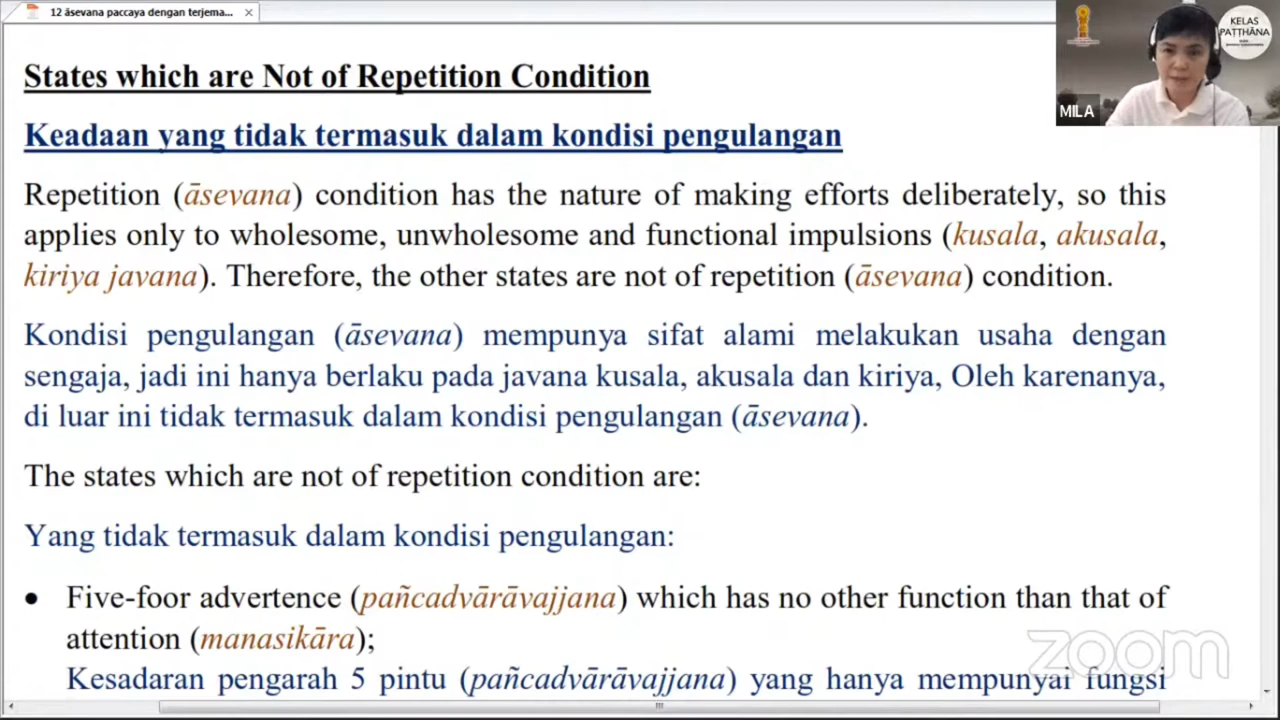 12 āsevana paccaya dengan terjema...
KELAS
PAṬṬHĀNA
MILA
States which are Not of Repetition Condition
Keadaan yang tidak termasuk dalam kondisi pengulangan
Repetition (āsevana) condition has the nature of making efforts deliberately, so this
applies only to wholesome, unwholesome and functional impulsions (kusala, akusala,
kiriya javana). Therefore, the other states are not of repetition (āsevana) condition.
Kondisi pengulangan (āsevana) mempunya sifat alami melakukan usaha dengan
sengaja, jadi ini hanya berlaku pada javana kusala, akusala dan kiriya, Oleh karenanya,
di luar ini tidak termasuk dalam kondisi pengulangan (āsevana).
The states which are not of repetition condition are:
Yang tidak termasuk dalam kondisi pengulangan:
• Five-foor advertence (pañcadvārāvajjana) which has no other function than that of
attention (manasikāra);
Kesadaran pengarah 5 pintu (pañcadvārāvajjana) yang hanya mempunyai fungsi
zoom